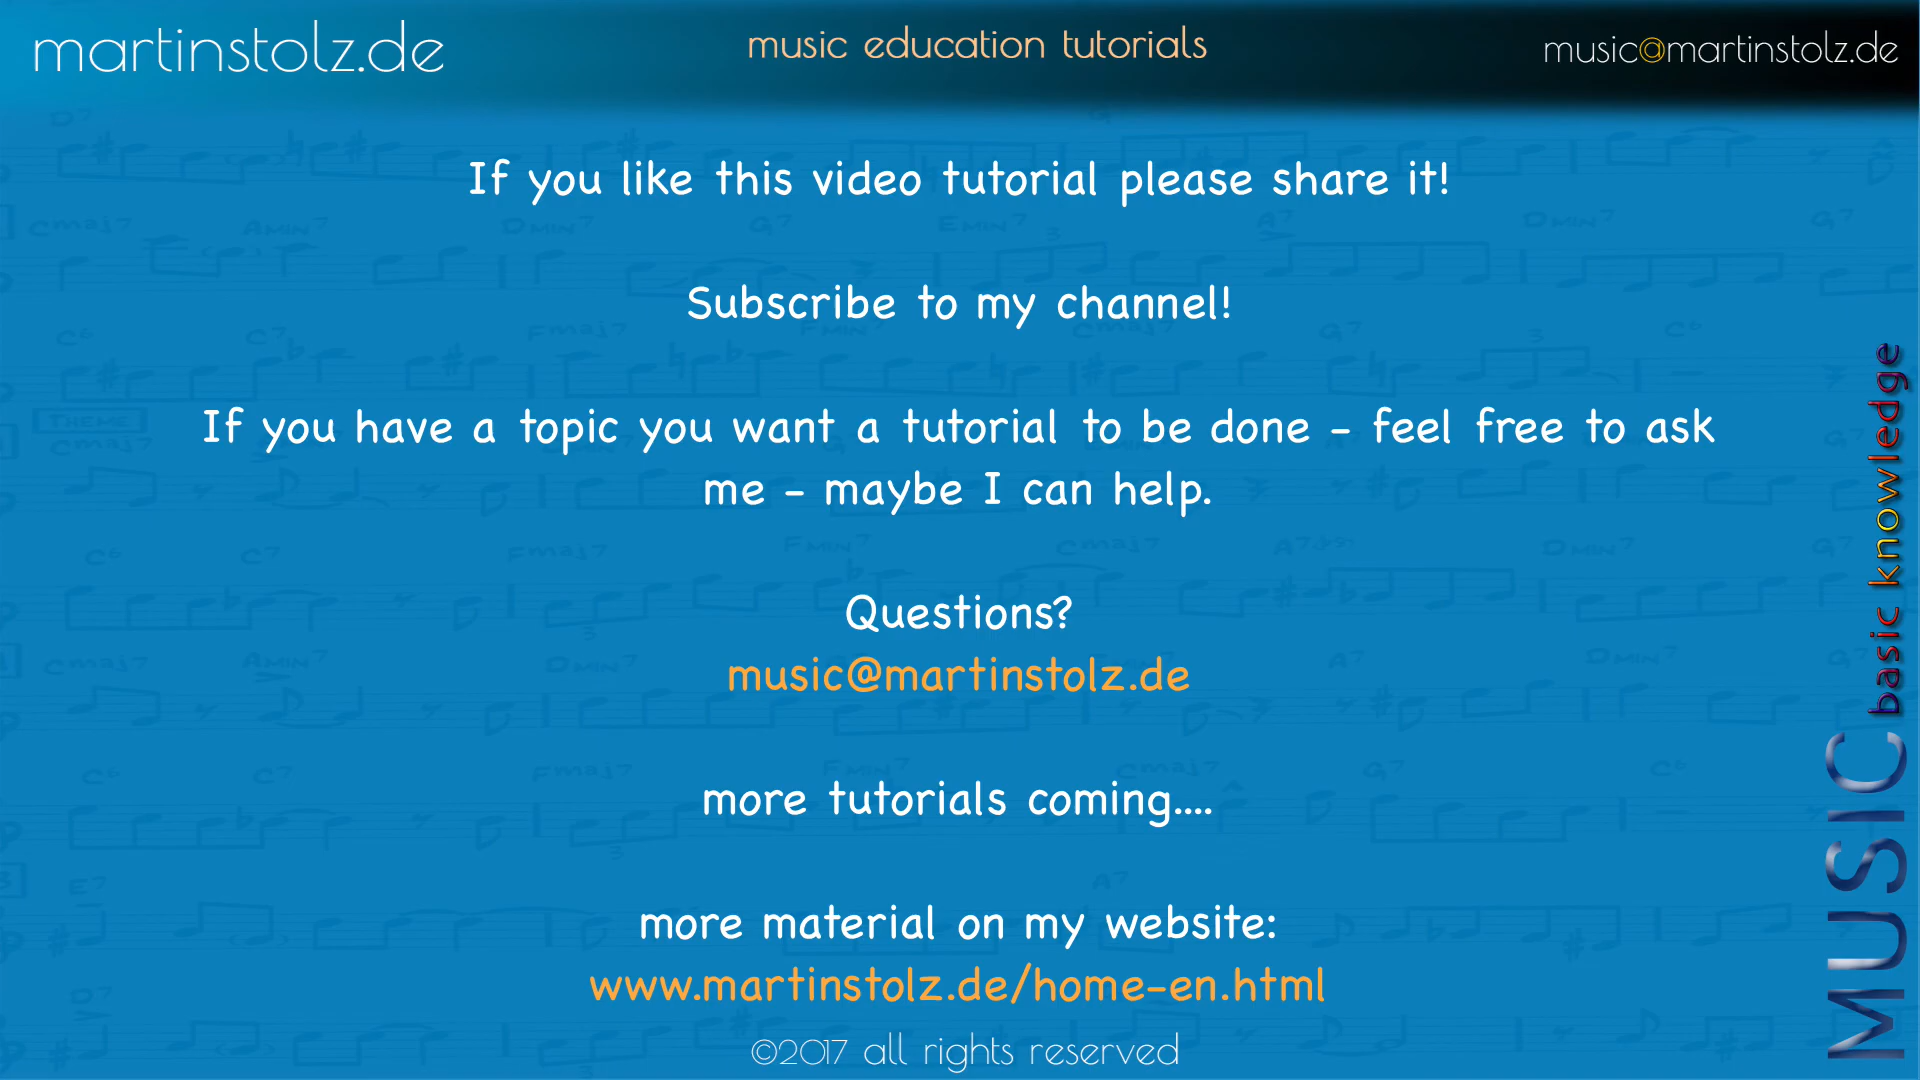 martinstolz.de
music education tutorials
music@martinstolz.de
If you like this video tutorial please share it!
Subscribe to my channel!
If you have a topic you want a tutorial to be done - feel free to ask
me - maybe I can help.
Questions?
music@martinstolz.de
more tutorials coming....
more material on my website:
www.martinstolz.de/home-en.html
©2017 all rights reserved
MUSIC basic knowledge